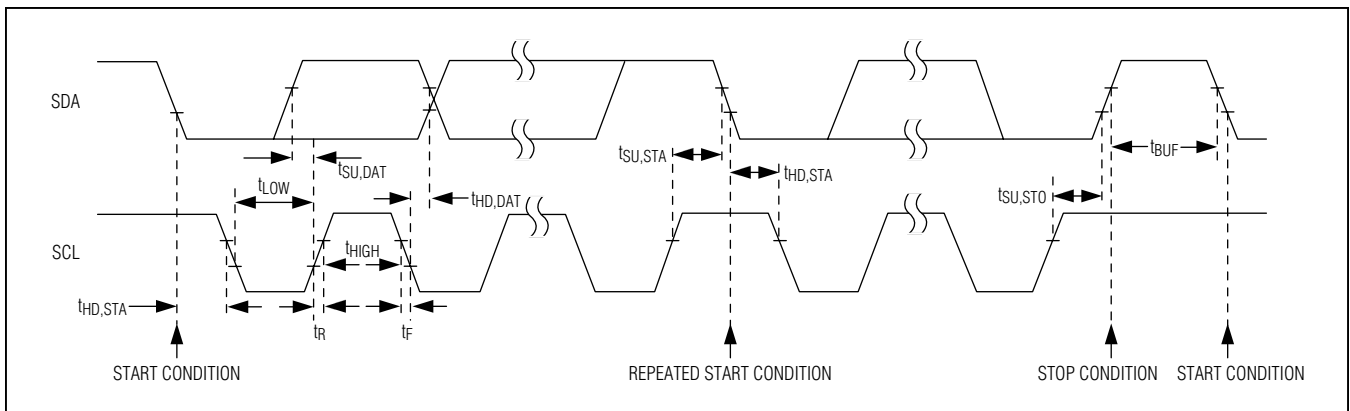 SDA
tSU,DAT
tLOW
tHD,DAT
tSU,STA
tHD,STA
tBUF
tSU,STO
SCL
tHIGH
tHD,STA
tR
tF
START CONDITION
REPEATED START CONDITION
STOP CONDITION
START CONDITION